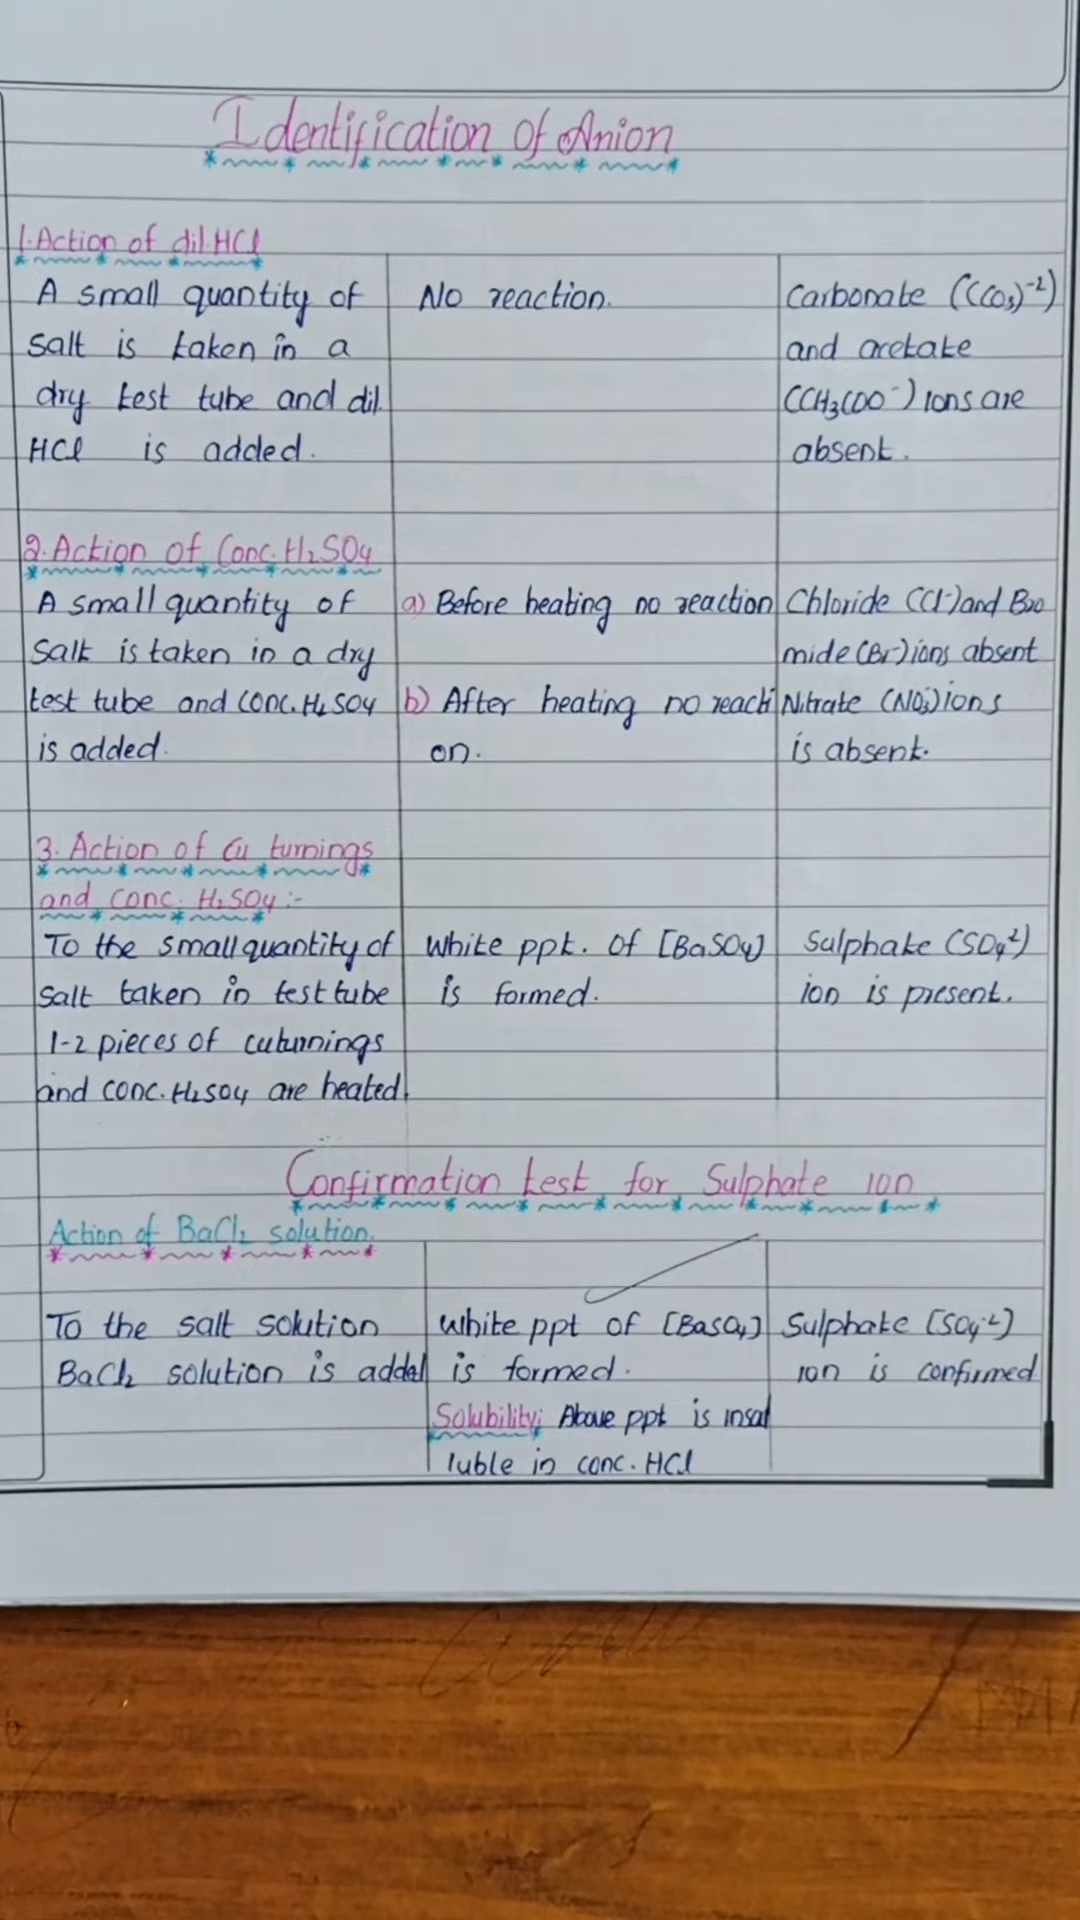 Identification of Anion
1. Action of dil. HCl
A small quantity of
salt is taken in a
dry test tube and dil.
HCl is added.
No reaction.
Carbonate ((CO₃)⁻²)
and acetate
(CH₃COO⁻) ions are
absent.
2. Action of Conc. H₂SO₄
A small quantity of
salt is taken in a dry
test tube and conc. H₂SO₄
is added.
a) Before heating no reaction
b) After heating no reacti
on.
Chloride (Cl⁻) and Bro
mide (Br⁻) ions absent
Nitrate (NO₃⁻) ions
is absent.
3. Action of Cu turnings
and conc. H₂SO₄ :-
To the small quantity of
salt taken in test tube
1-2 pieces of cuturnings
and conc. H₂SO₄ are heated.
White ppt. of [BaSO₄]
is formed.
Sulphate (SO₄²)
ion is present.
Confirmation test for Sulphate ion
Action of BaCl₂ solution.
To the salt solution
BaCl₂ solution is added
White ppt of [BaSO₄]
is formed.
Solubility; Above ppt is insol
luble in conc. HCl
Sulphate [SO₄⁻²]
ion is confirmed